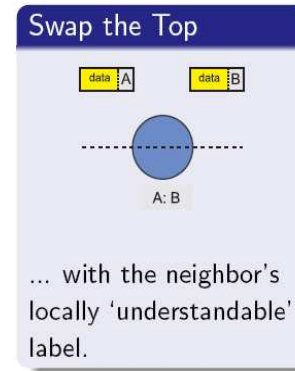 Swap the Top
data A data B
A: B
... with the neighbor's
locally 'understandable'
label.